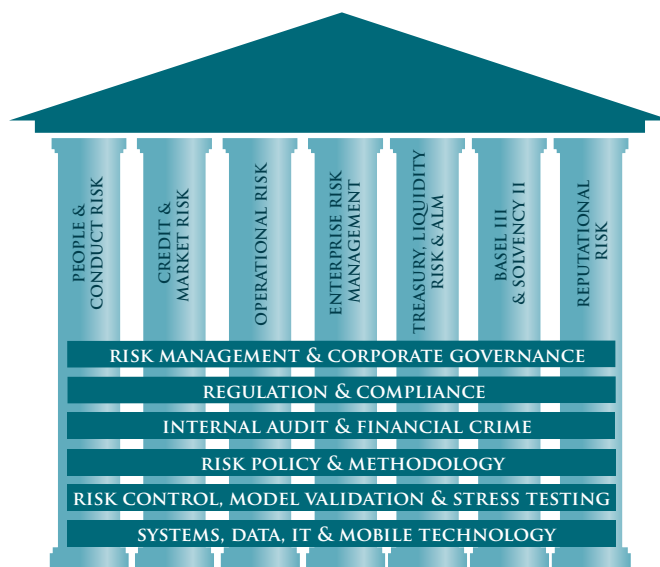 PEOPLE &
CONDUCT RISK
CREDIT &
MARKET RISK
OPERATIONAL RISK
ENTERPRISE RISK
MANAGEMENT
TREASURY, LIQUIDITY
RISK & ALM
BASEL III
& SOLVENCY II
REPUTATIONAL
RISK
RISK MANAGEMENT & CORPORATE GOVERNANCE
REGULATION & COMPLIANCE
INTERNAL AUDIT & FINANCIAL CRIME
RISK POLICY & METHODOLOGY
RISK CONTROL, MODEL VALIDATION & STRESS TESTING
SYSTEMS, DATA, IT & MOBILE TECHNOLOGY